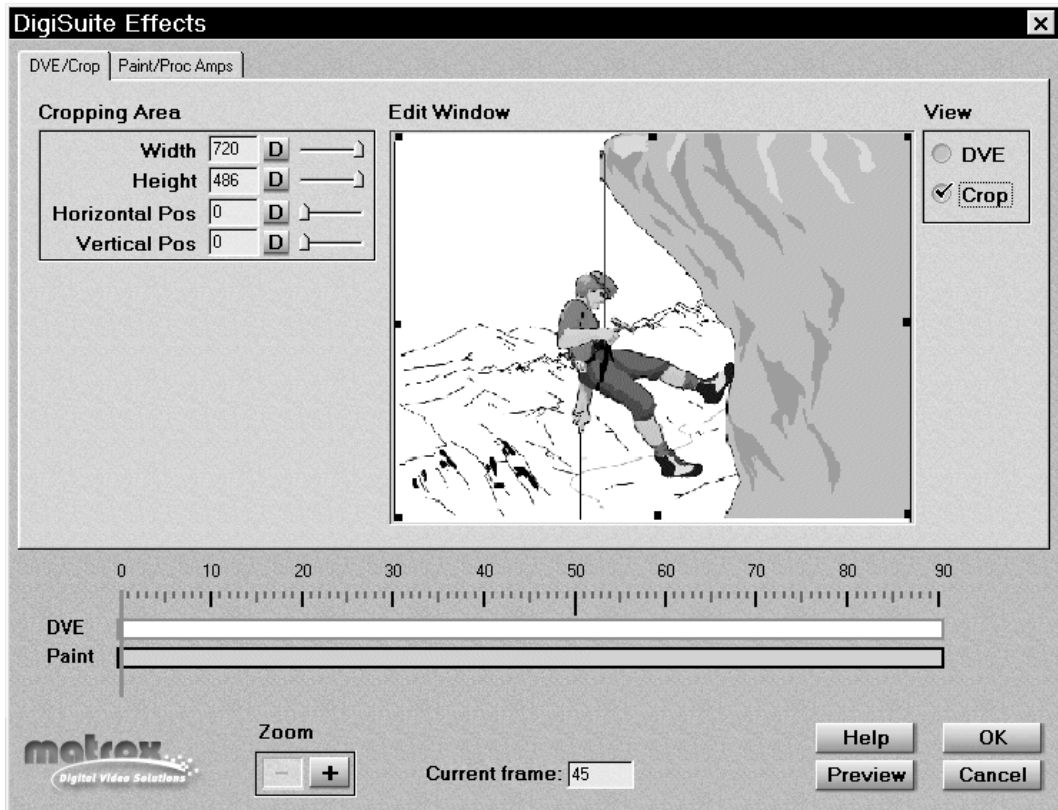 DigiSuite Effects
DVE/Crop Paint/Proc Amps
Cropping Area
Width 720 D
Height 486 D
Horizontal Pos 0 D
Vertical Pos 0 D
Edit Window
View
DVE
Crop
0 10 20 30 40 50 60 70 80 90
DVE
Paint
matrox
Digital Video Solutions
Zoom
- +
Current frame: 45
Help OK
Preview Cancel